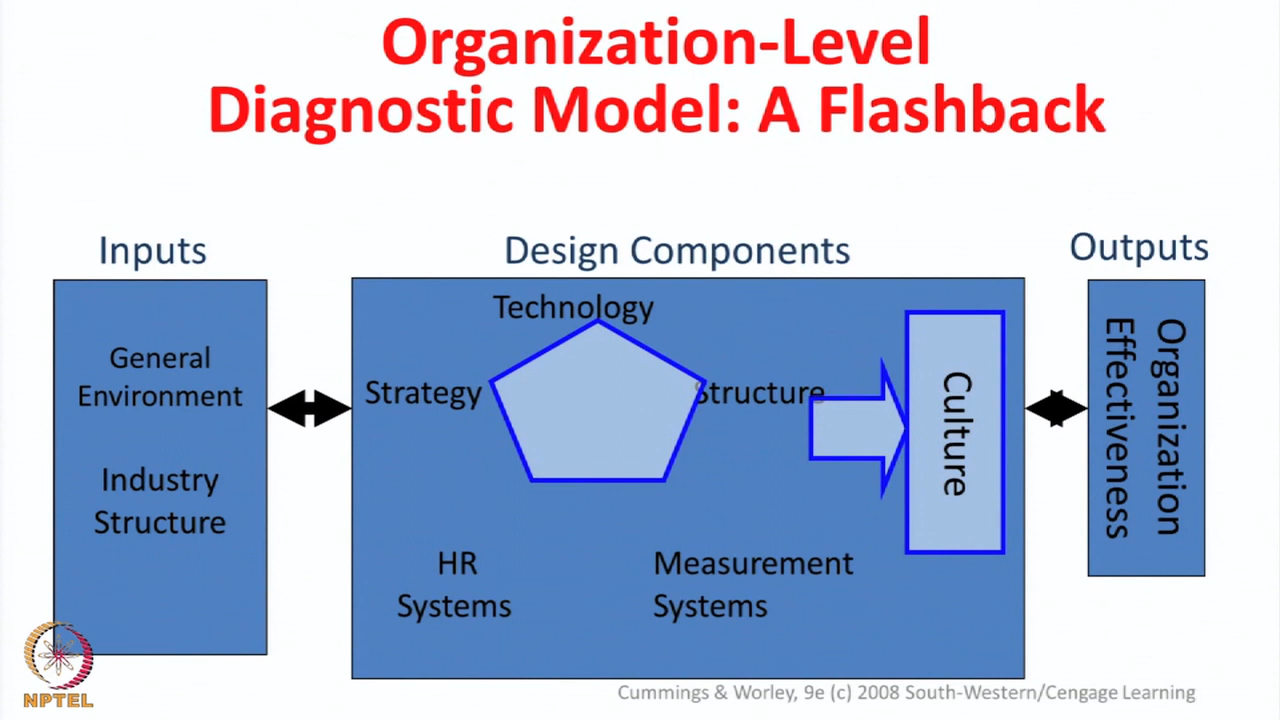 Organization-Level
Diagnostic Model: A Flashback
Inputs
Design Components
Outputs
General
Environment
Industry
Structure
Technology
Strategy
Structure
HR
Systems
Measurement
Systems
Culture
Organization
Effectiveness
NPTEL
Cummings & Worley, 9e (c) 2008 South-Western/Cengage Learning